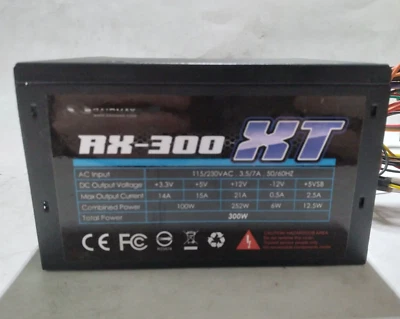 RAIDMAX
RX-300 XT
AC Input 115/230VAC 3.5/7A 50/60HZ
DC Output Voltage +3.3V +5V +12V -12V +5VSB
Max Output Current 14A 15A 21A 0.5A 2.5A
Combined Power 100W 252W 6W 12.5W
Total Power 300W
CE FC
CAUTION!